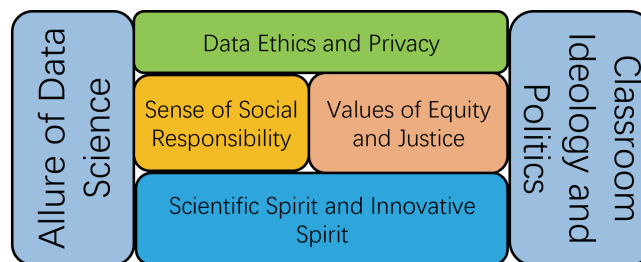 Allure of Data
Science
Data Ethics and Privacy
Sense of Social
Responsibility
Values of Equity
and Justice
Scientific Spirit and Innovative
Spirit
Classroom
Ideology and
Politics